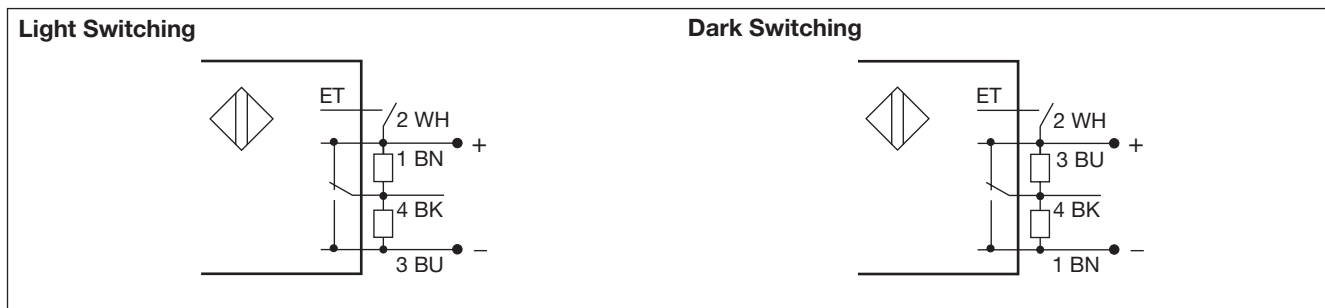 Light Switching
ET
2 WH
+
1 BN
4 BK
–
3 BU
Dark Switching
ET
2 WH
+
3 BU
4 BK
–
1 BN